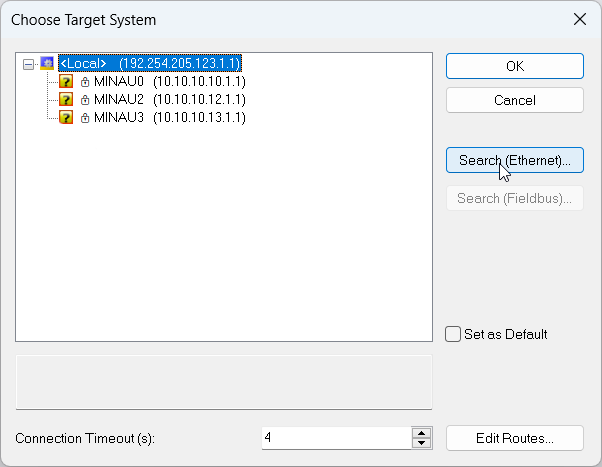 Choose Target System
<Local> (192.254.205.123.1.1)
MINAU0 (10.10.10.10.1.1)
MINAU2 (10.10.10.12.1.1)
MINAU3 (10.10.10.13.1.1)
OK
Cancel
Search (Ethernet)...
Search (Fieldbus)...
Set as Default
Connection Timeout (s):
4
Edit Routes...